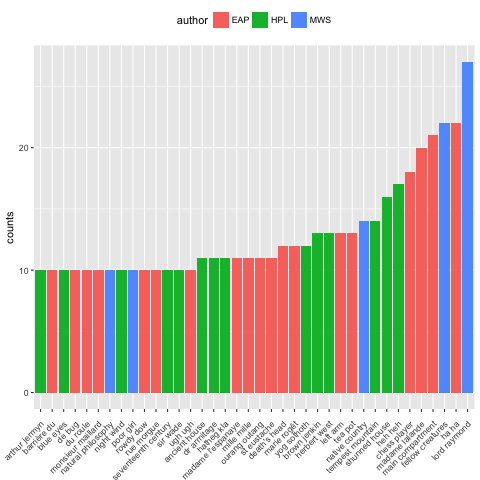 author EAP HPL MWS
counts
20
10
0
arthur jermyn
barrière du
blue eyes
de bug
du roule
monsieur maillard
natural philosophy
night wind
poor girl
rowdy dow
rue morgue
seventeenth century
sir wade
ugh ugh
ancient house
dr armitage
hatheg kla
madame l'espanaye
mille mille
ourang outang
st eustache
death's head
marie rogêt
yog sothoth
brown jenkin
herbert west
left arm
tea pot
native country
tempest mountain
shunned house
heh heh
chess player
madame lalande
main compartment
fellow creatures
ha ha
lord raymond